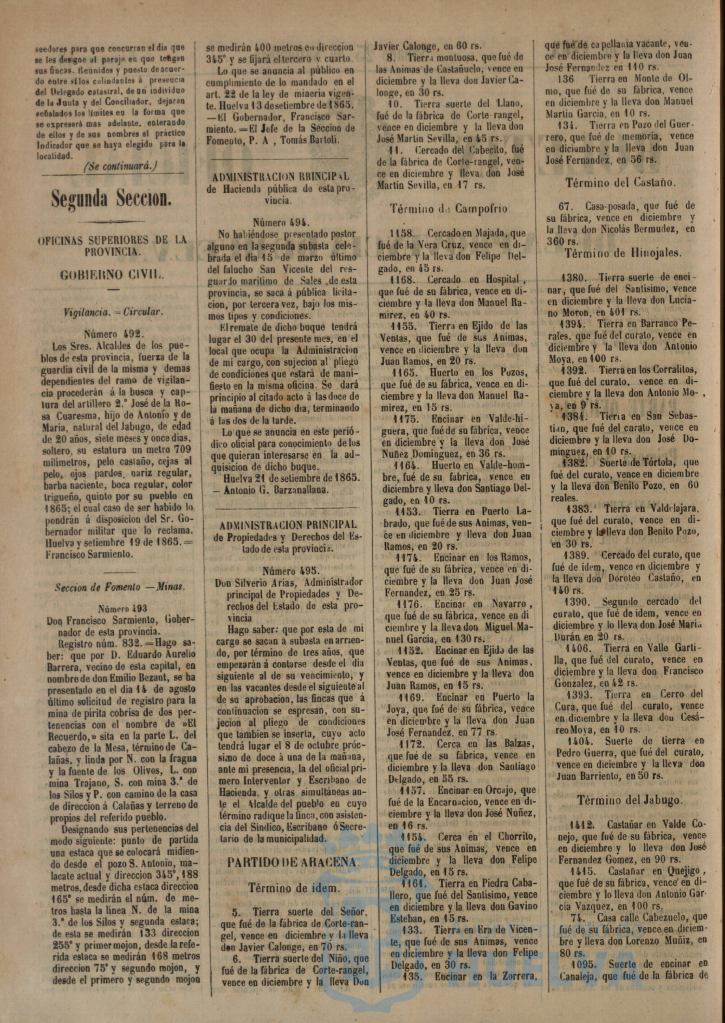 seedores para que concurran el dia que
se les designe al paraje en que tengan
sus fincas. Reunidos y puesto de acuer-
do entre sí los colindantes á presencia
del Delegado catastral, de un individuo
de la Junta y del Conciliador, dejaran
señalados los límites en la forma que
se expresará mas adelante, enterando
de ellos y de sus nombres al práctico
Indicador que se haya elegido para la
localidad.
(Se continuará.)
Segunda Seccion.
OFICINAS SUPERIORES DE LA
PROVINCIA.
GOBIERNO CIVIL.
Vigilancia. = Circular.
Número 492.
Los Sres. Alcaldes de los pue-
blos de esta provincia, fuerza de la
guardia civil de la misma y demas
dependientes del ramo de vigilan-
cia procederán á la busca y cap-
tura del artillero 2.º José de la Ro-
sa Cuaresma, hijo de Antonio y de
Maria, natural del Jabugo, de edad
de 20 años, siete meses y once dias,
soltero, su estatura un metro 709
milimetros, pelo castaño, cejas al
pelo, ojos pardos, nariz regular,
barba naciente, boca regular, color
trigueño, quinto por su pueblo en
1865; el cual caso de ser habido lo
pondrán á disposicion del Sr. Go-
bernador militar que lo reclama.
Huelva y setiembre 19 de 1865. =
Francisco Sarmiento.
Seccion de Fomento — Minas.
Número 493
Don Francisco Sarmiento, Gober-
nador de esta provincia.
Registro núm. 832. — Hago sa-
ber: que por D. Eduardo Aurelio
Barrera, vecino de esta capital, en
nombre de don Emilio Bezant, se ha
presentado en el dia 14 de agosto
último solicitud de registro para la
mina de pirita cobriza de dos per-
tenencias con el nombre de «El
Recuerdo,» sita en la parte L. del
cabezo de la Mesa, término de Ca-
lañas, y linda por N. con la fragua
y la fuente de los Olivos, L. con
mina Trajano, S. con mina 3.ª de
los Silos y P. con camino de la casa
de direccion á Calañas y terreno de
propios del referido pueblo.
Designando sus pertenencias del
modo siguiente: punto de partida
una estaca que se colocará midien-
do desde el pozo S. Antonio, ma-
lacate actual y direccion 345°, 188
metros, desde dicha estaca direccion
165° se medirán el núm. de me-
tros hasta la linea N. de la mina
3.ª de los Silos y segunda estaca;
de esta se medirán 133 direccion
255° y primer mojon, desde la re-
ferida estaca se medirán 168 metros
direccion 75° y segundo mojon, y
desde el primero y segundo mojon
se medirán 400 metros en direccion
345° y se fijará el tercero y cuarto.
Lo que se anuncia al público en
cumplimiento de lo mandado en el
art. 22 de la ley de mineria vigente.
Huelva 13 de setiembre de 1865.
—El Gobernador, Francisco Sar-
miento. =El Jefe de la Seccion de
Fomento, P. A , Tomás Bartoli.
ADMINISTRACION RRINCIPAL
de Hacienda pública de esta pro-
vincia.
Número 494.
No habiéndose presentado postor
alguno en la segunda subasta cele-
brada el dia 15 de marzo último
del falucho San Vicente del res-
guardo marítimo de Sales de esta
provincia, se saca á pública licita-
cion, por tercera vez, bajo los mis-
mos tipos y condiciones.
El remate de dicho buque tendrá
lugar el 30 del presente mes, en el
local que ocupa la Administracion
de mi cargo, con sujecion al pliego
de condiciones que estará de mani-
fiesto en la misma oficina. Se dará
principio al citado acto á las doce de
la mañana de dicho dia, terminando
á las dos de la tarde.
Lo que se anuncia en este perió-
dico oficial para conocimiento de los
que quieran interesarse en la ad-
quisicion de dicho buque.
Huelva 21 de setiembre de 1865.
— Antonio G. Barzanallana.
ADMINISTRACION PRINCIPAL
de Propiedades y Derechos del Es-
tado de esta provincia.
Número 495.
Don Silverio Arias, Administrador
principal de Propiedades y De-
rechos del Estado de esta pro-
vincia
Hago saber: que por esta de mi
cargo se sacan á subasta en arrien-
do, por término de tres años, que
empezarán á contarse desde el dia
siguiente al de su vencimiento, y
en las vacantes desde el siguiente al
de su aprobacion, las fincas que á
continuacion se espresan, con su-
jecion al pliego de condiciones
que tambien se inserta, cuyo acto
tendrá lugar el 8 de octubre próc-
simo de doce á una de la mañana,
ante mi presencia, la del oficial pri-
mero Interventor y Escribano de
Hacienda, y otras simultáneas an-
te el Alcalde del pueblo en cuyo
término radique la finca, con asis-
tencia del Síndico, Escribano ó Secre-
tario de la municipalidad.
PARTIDO DE ARACENA.
Término de idem.
5. Tierra suerte del Señor,
que fué de la fábrica de Corte-ran-
gel, vence en diciembre y la lleva
don Javier Calonge, en 70 rs.
6. Tierra suerte del Niño, que
fué de la fábrica de Corte-rangel,
vence en diciembre y la lleva Don
Javier Calonge, en 60 rs.
8. Tierra montuosa, que fué de
las Animas de Castañuelo, vence en
diciembre y la lleva don Javier Ca-
longe, en 30 rs.
10. Tierra suerte del Llano,
fué de la fábrica de Corte-rangel,
vence en diciembre y la lleva don
José Martin Sevilla, en 45 rs.
11. Cercado del Cabecito, fué
de la fábrica de Corte-rangel, ven-
ce en diciembre y lleva don José
Martin Sevilla, en 17 rs.
Término de Campofrio
1158. Cercado en Majada, que
fué de la Vera Cruz, vence en di-
ciembre y la lleva don Felipe Del-
gado, en 45 rs.
1168. Cercado en Hospital,
que fué de su fábrica, vence en di-
ciembre y la lleva don Manuel Ra-
mirez, en 40 rs.
1155. Tierra en Ejido de las
Ventas, que fué de sus Animas,
vence en diciembre y la lleva don
Juan Ramos, en 20 rs.
1165. Huerto en los Pozos,
que fué de su fábrica, vence en di-
ciembre y la lleva don Manuel Ra-
mirez, en 15 rs.
1175. Encinar en Valde-hi-
guera, que fué de su fábrica, vence
en diciembre y la lleva don José
Nuñez Dominguez, en 36 rs.
1164. Huerto en Valde-hom-
bre, fué de su fábrica, vence en
diciembre y la lleva don Santiago Del-
gado, en 10 rs.
1153. Tierra en Puerto La-
brado, que fué de sus Animas, ven-
ce en diciembre y la lleva don Juan
Ramos, en 20 rs.
1174. Encinar en los Ramos,
que fué de su fábrica, vence en di-
ciembre y la lleva don Juan José
Fernandez, en 25 rs.
1176. Encinar en Navarro,
que fué de su fábrica, vence en di
ciembre y la lleva don Miguel Ma-
nuel Garcia, en 130 rs.
1152. Encinar en Ejido de las
Ventas, que fué de sus Animas,
vence en diciembre y la lleva don
Juan Ramos, en 15 rs.
1169. Encinar en Puerto la
Joya, que fué de su fábrica, vence
en diciembre y la lleva don Juan
José Fernandez, en 77 rs.
1172. Cerca en las Balzas,
que fué de su fábrica, vence en
diciembre y la lleva don Santiago
Delgado, en 55 rs.
1157. Encinar en Orcajo, que
fué de la Encarnacion, vence en di-
ciembre y la lleva don José Nuñez,
en 16 rs.
1154. Cerca en el Chorrito,
que fué de sus Animas, vence en
diciembre y la lleva don Felipe
Delgado, en 15 rs.
1161. Tierra en Piedra Caba-
llero, que fué del Santísimo, vence
en diciembre y la lleva don Gavino
Esteban, en 15 rs.
133. Tierra en Era de Vicen-
te, que fué de sus Animas, vence
en diciembre y la lleva don Felipe
Delgado, en 30 rs.
135. Encinar en la Zorrera,
que fué de capellania vacante, ven-
ce en diciembre y la lleva don Juan
José Fernandez en 110 rs.
136 Tierra en Monte de Ol-
mo, que fué de su fábrica, vence
en diciembre y la lleva don Manuel
Martin Garcia, en 10 rs.
134. Tierra en Pozo del Guer-
rero, que fué de memoria, vence
en diciembre y la lleva don Juan
José Fernandez, en 56 rs.
Término del Castaño.
67. Casa-posada, que fué de
su fábrica, vence en diciembre y
la lleva don Nicolás Bermudez, en
360 rs.
Término de Hinojales.
1380. Tierra suerte de enci-
nar, que fué del Santisimo, vence
en diciembre y la lleva don Lucia-
no Moron, en 401 rs.
1394. Tierra en Barranco Pe-
rales, que fué del curato, vence en
diciembre y la lleva don Antonio
Moya, en 100 rs.
1392. Tierra en los Corralitos,
que fué del curato, vence en di-
ciembre y la lleva don Antonio Mo-
ya, en 9 rs.
1384. Tierra en San Sebas-
tian, que fué del curato, vence en
diciembre y la lleva don José Do-
minguez, en 10 rs.
1382. Suerte de Tórtola, que
fué del curato, vence en diciembre
y la lleva don Benito Pozo, en 60
reales.
1383. Tierra en Valdelajara,
que fué del curato, vence en di-
ciembre y la lleva don Benito Pozo,
en 30 rs.
1389. Cercado del curato, que
fué de idem, vence en diciembre y
la lleva don Doroteo Castaño, en
140 rs.
1390. Segundo cercado del
curato, que fué de idem, vence en
diciembre y lo lleva don José Maria
Durán en 20 rs.
1406. Tierra en Valle Garti-
lla, que fué del curato, vence en
diciembre y la lleva don Francisco
Gonzalez, en 42 rs.
1393. Tierra en Cerro del
Cura, que fué del curato, vence
en diciembre y la lleva don Cesá-
reo Moya, en 10 rs.
1404. Suerte de tierra en
Pedro Guerra, que fué del curato,
vence en diciembre y la lleva don
Juan Barriento, en 50 rs.
Término del Jabugo.
1412. Castañar en Valde Co-
nejo, que fué de su fábrica, vence
en diciembre y lo lleva don José
Fernandez Gomez, en 90 rs.
1415. Castañar en Quejigo,
que fué de su fábrica, vence en di-
ciembre y lo lleva don Antonio Gar-
cia Vazquez, en 100 rs.
74. Casa calle Cabezuelo, que
fué de su fábrica, vence en diciem-
bre y lleva don Lorenzo Muñiz, en
80 rs.
1095. Suerte de encinar en
Canaleja, que fué de la fábrica de